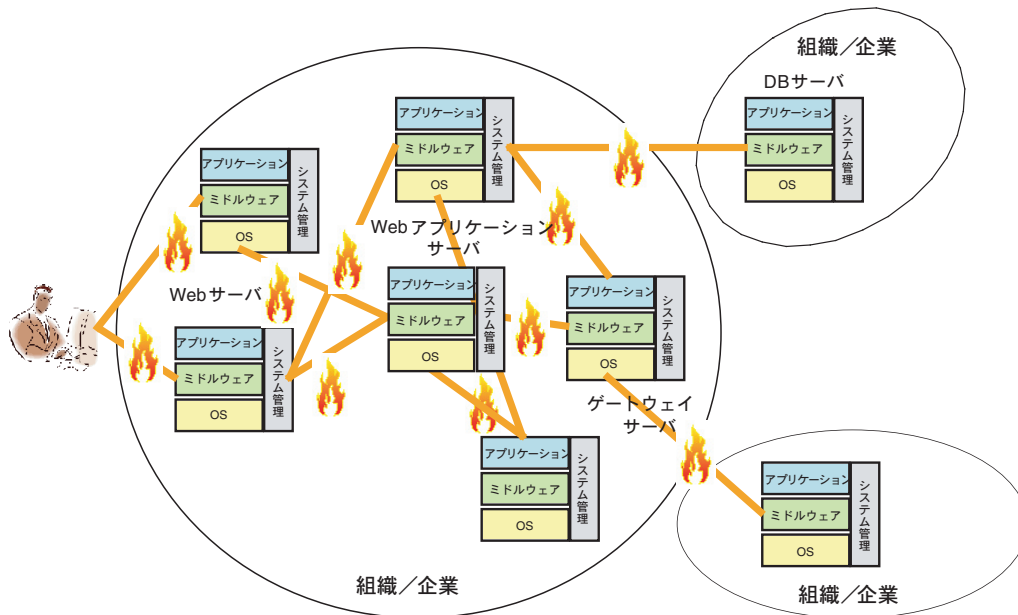 組織／企業
DBサーバ
アプリケーション
ミドルウェア
OS
システム管理
アプリケーション
ミドルウェア
OS
システム管理
アプリケーション
ミドルウェア
OS
システム管理
Webアプリケーション
サーバ
Webサーバ
アプリケーション
ミドルウェア
OS
システム管理
アプリケーション
ミドルウェア
OS
システム管理
アプリケーション
ミドルウェア
OS
システム管理
ゲートウェイ
サーバ
アプリケーション
ミドルウェア
OS
システム管理
アプリケーション
ミドルウェア
OS
システム管理
組織／企業
組織／企業